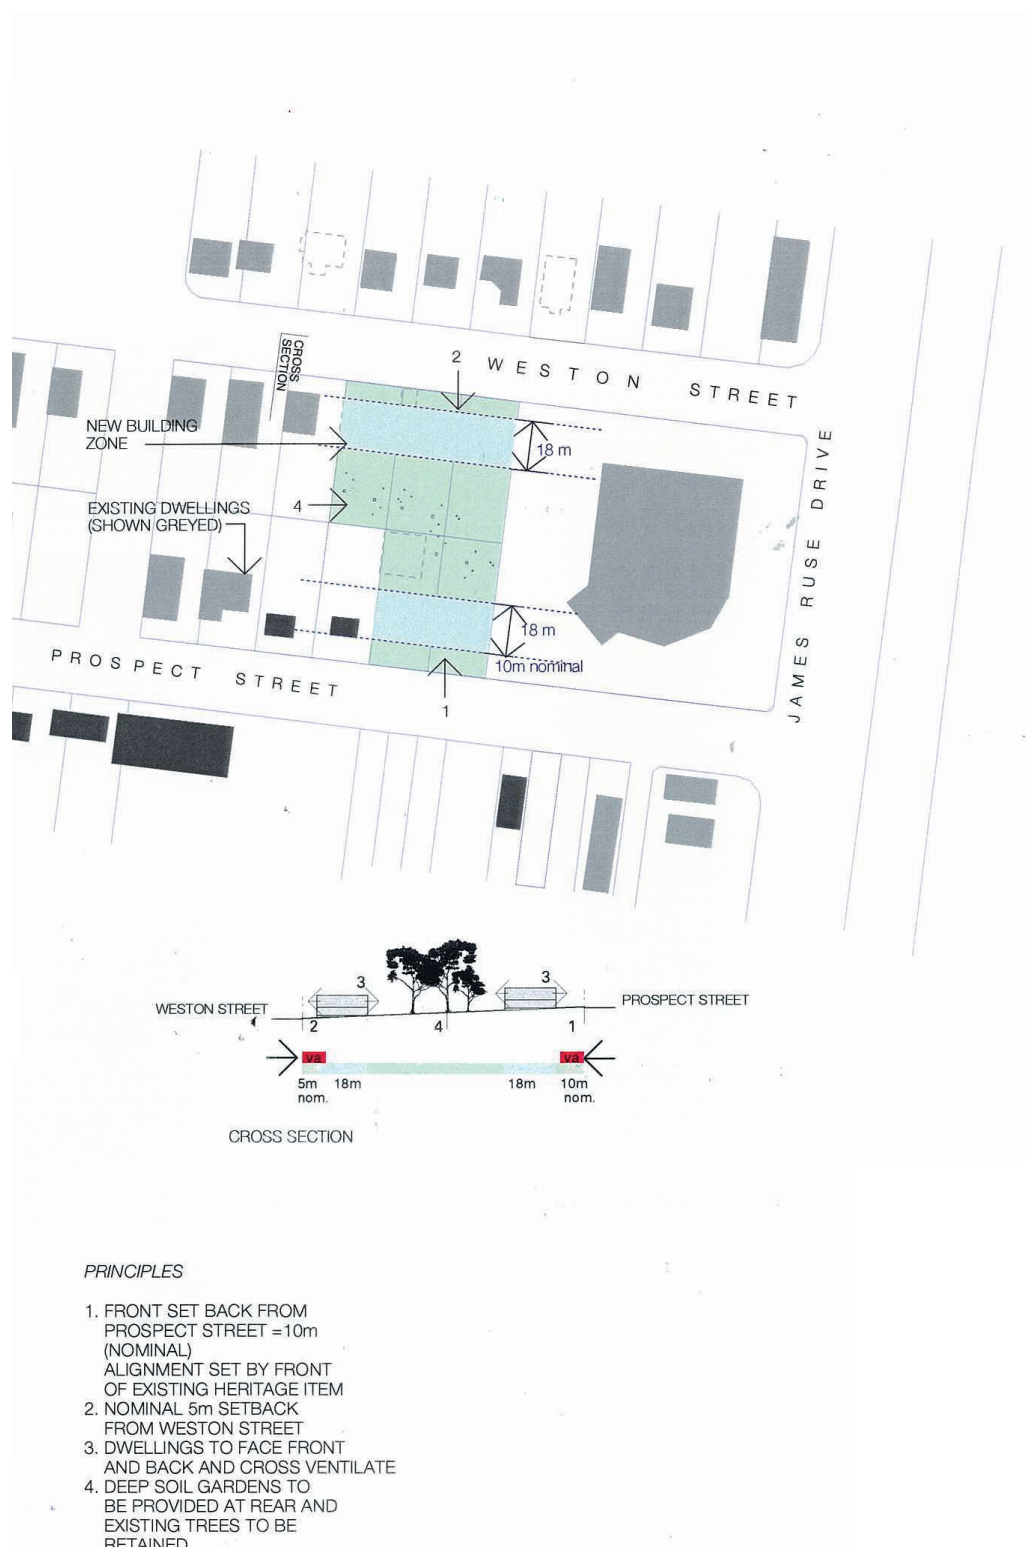 CROSS
SECTION
2
WESTON STREET
NEW BUILDING
ZONE
18 m
4
EXISTING DWELLINGS
(SHOWN GREYED)
JAMES RUSE DRIVE
18 m
10m nominal
PROSPECT STREET
1
3
3
WESTON STREET
PROSPECT STREET
2
4
1
va
va
5m 18m 18m 10m
nom. nom.
CROSS SECTION
PRINCIPLES
1. FRONT SET BACK FROM
PROSPECT STREET =10m
(NOMINAL)
ALIGNMENT SET BY FRONT
OF EXISTING HERITAGE ITEM
2. NOMINAL 5m SETBACK
FROM WESTON STREET
3. DWELLINGS TO FACE FRONT
AND BACK AND CROSS VENTILATE
4. DEEP SOIL GARDENS TO
BE PROVIDED AT REAR AND
EXISTING TREES TO BE
RETAINED